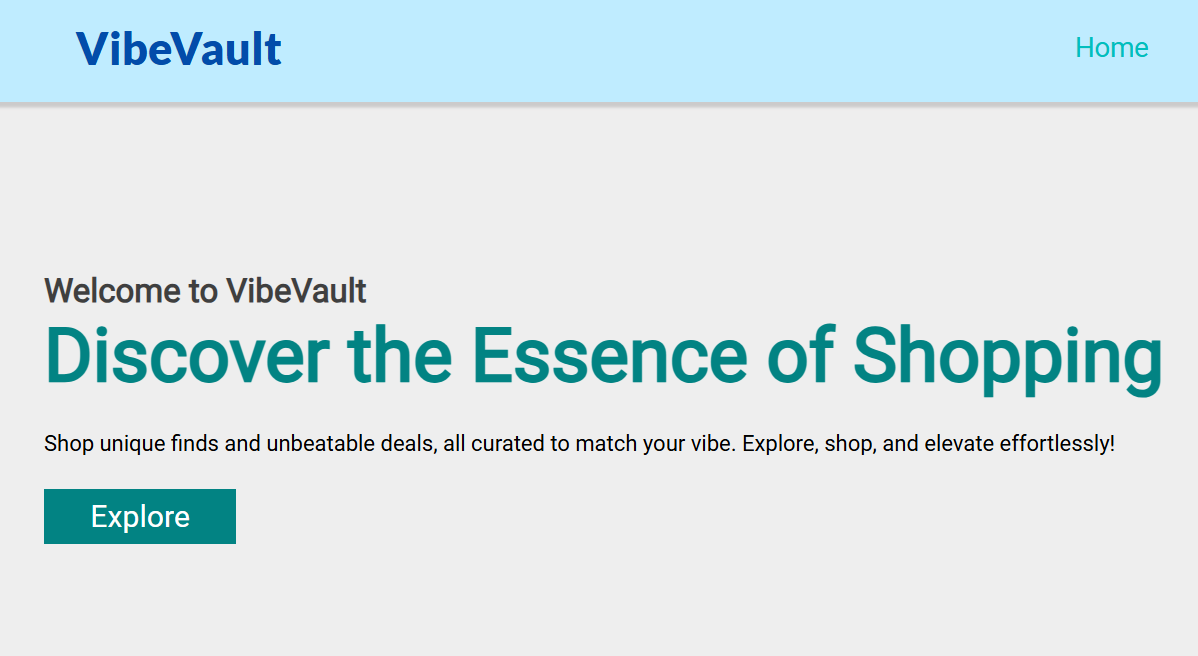 VibeVault
Home
Welcome to VibeVault
Discover the Essence of Shopping
Shop unique finds and unbeatable deals, all curated to match your vibe. Explore, shop, and elevate effortlessly!
Explore